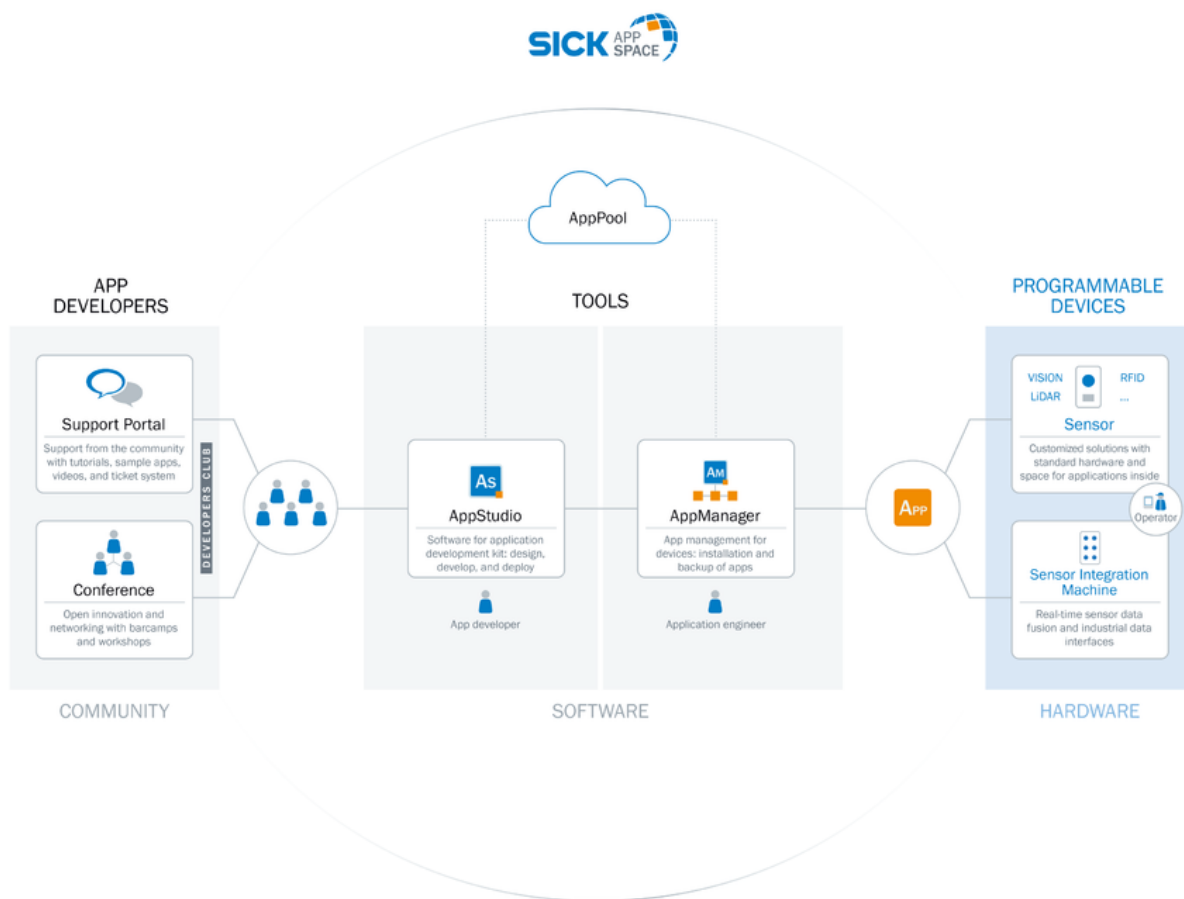 SICK APP
SPACE
AppPool
APP
DEVELOPERS
TOOLS
PROGRAMMABLE
DEVICES
Support Portal
Support from the community
with tutorials, sample apps,
videos, and ticket system
Conference
Open innovation and
networking with barcamps
and workshops
DEVELOPERS CLUB
As
AppStudio
Software for application
development kit: design,
develop, and deploy
App developer
AM
AppManager
App management for
devices: installation and
backup of apps
Application engineer
APP
VISION
RFID
LiDAR
...
Sensor
Customized solutions with
standard hardware and
space for applications inside
Operator
Sensor Integration
Machine
Real-time sensor data
fusion and industrial data
interfaces
COMMUNITY
SOFTWARE
HARDWARE